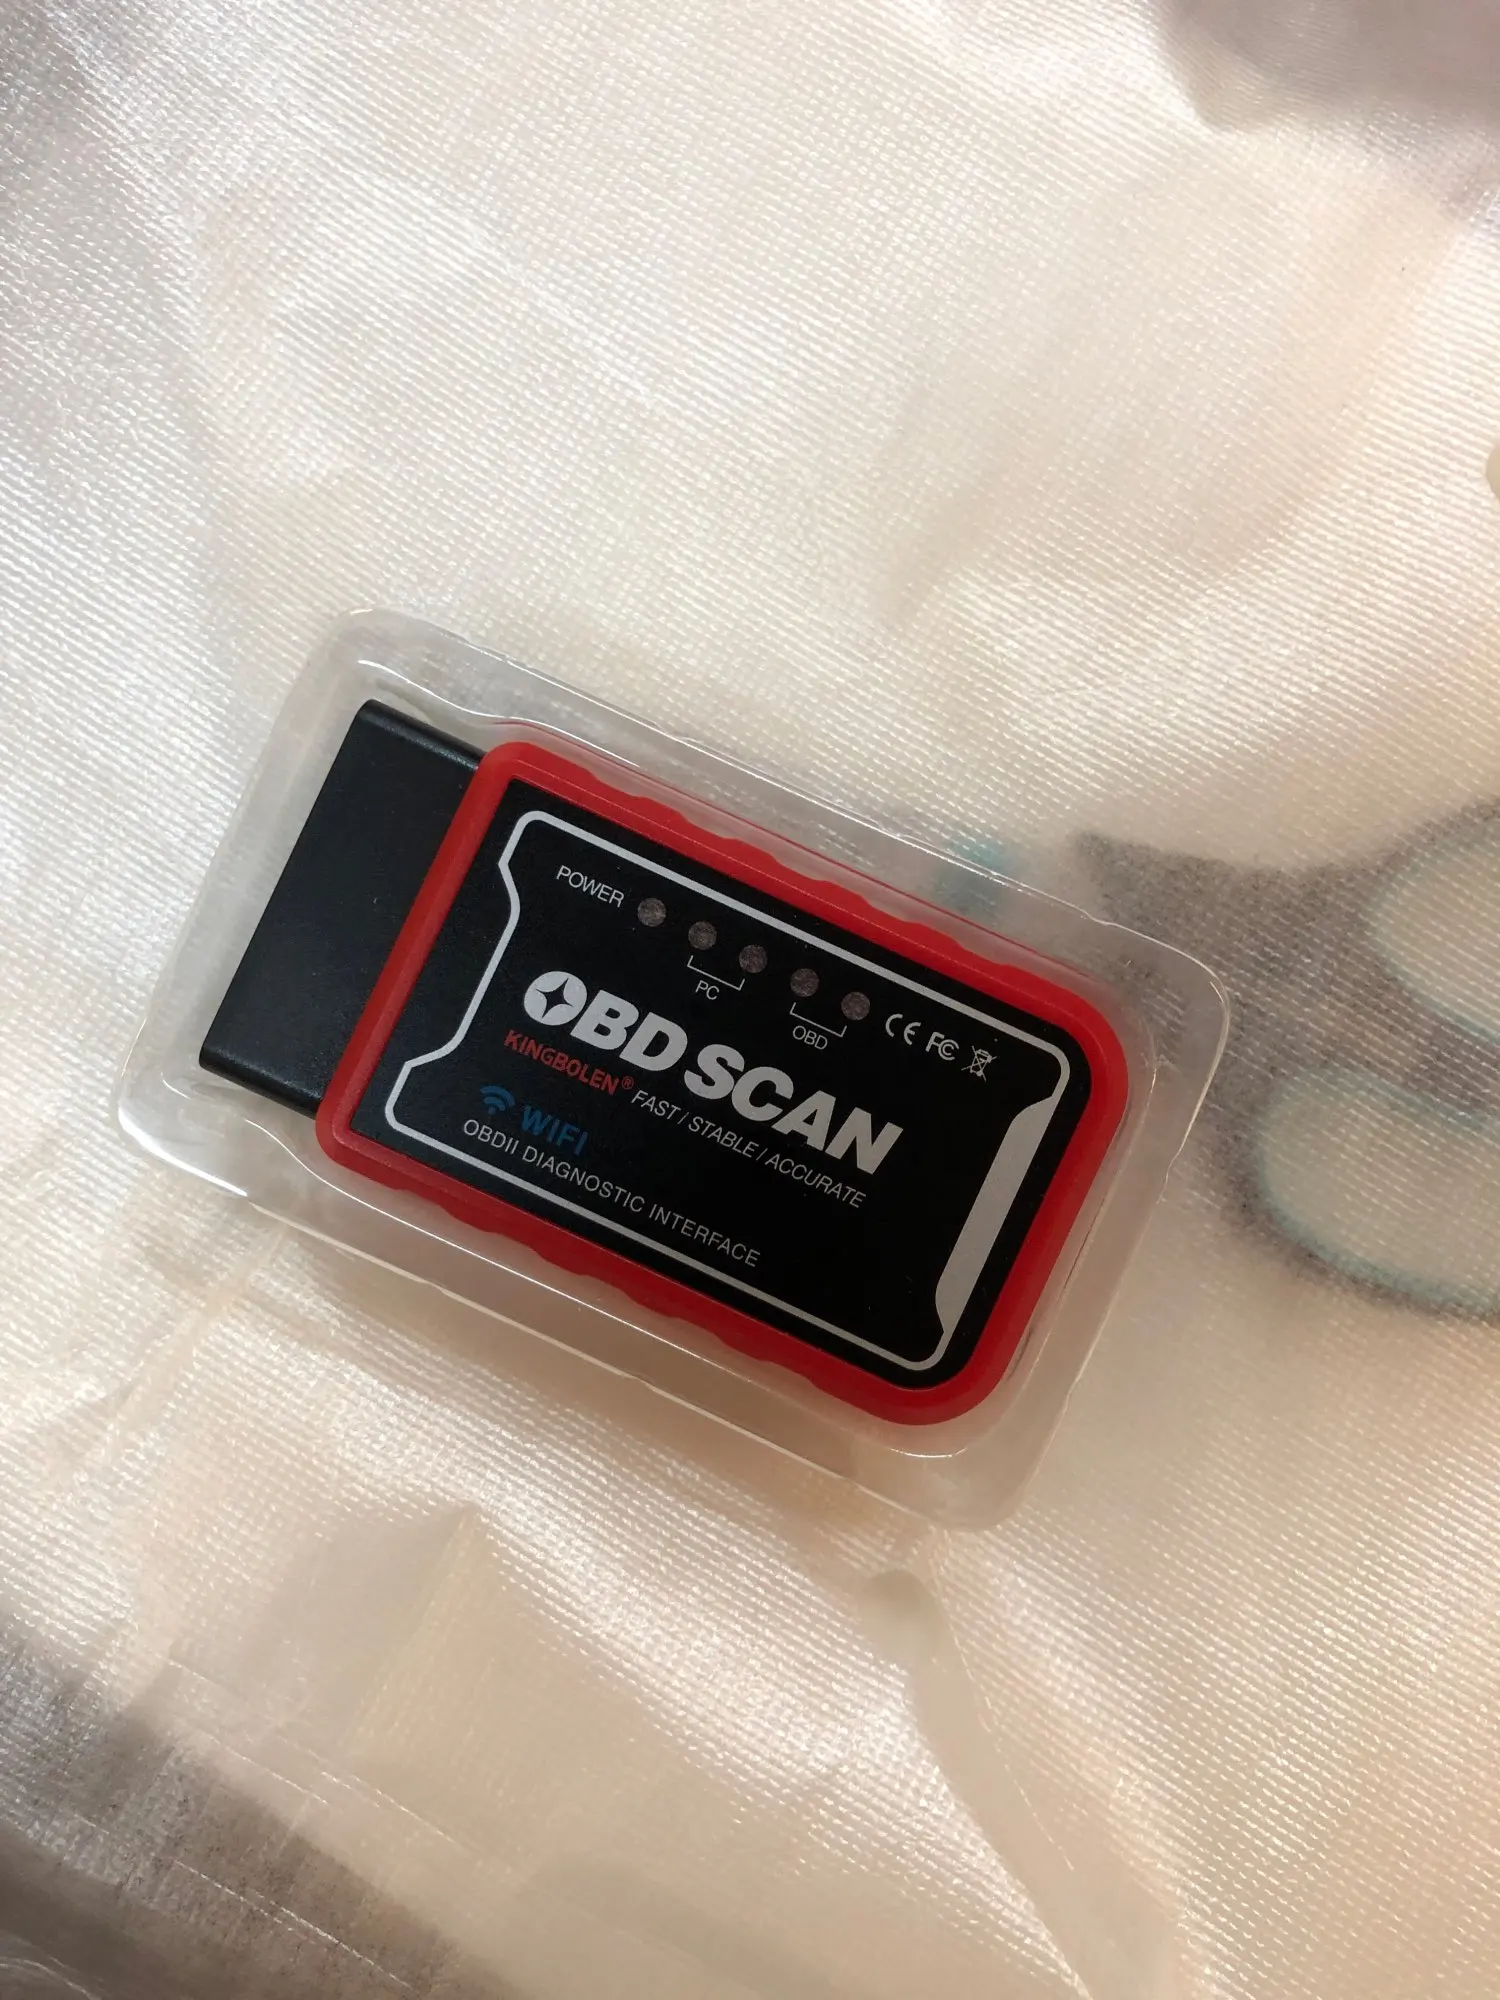 POWER
PC
OBD
CE FC
OBD SCAN
KINGBOLEN® FAST / STABLE / ACCURATE
WIFI
OBDII DIAGNOSTIC INTERFACE